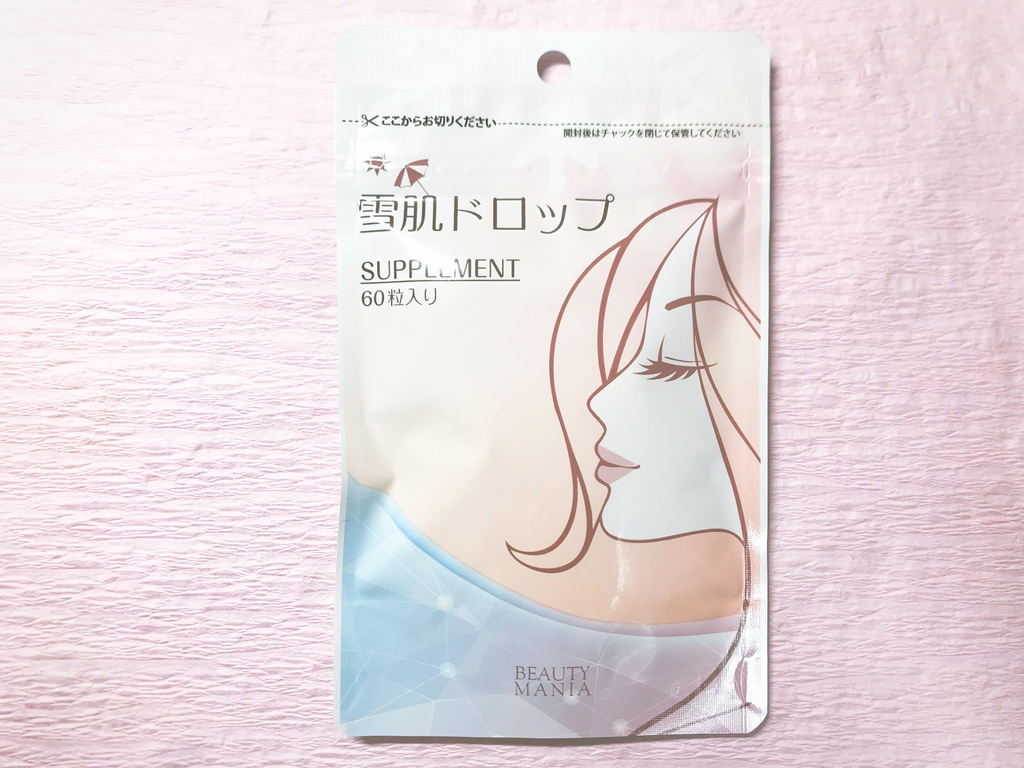 ここからお切りください
開封後はチャックを閉じて保管してください
雪肌ドロップ
SUPPLEMENT
60粒入り
BEAUTY
MANIA